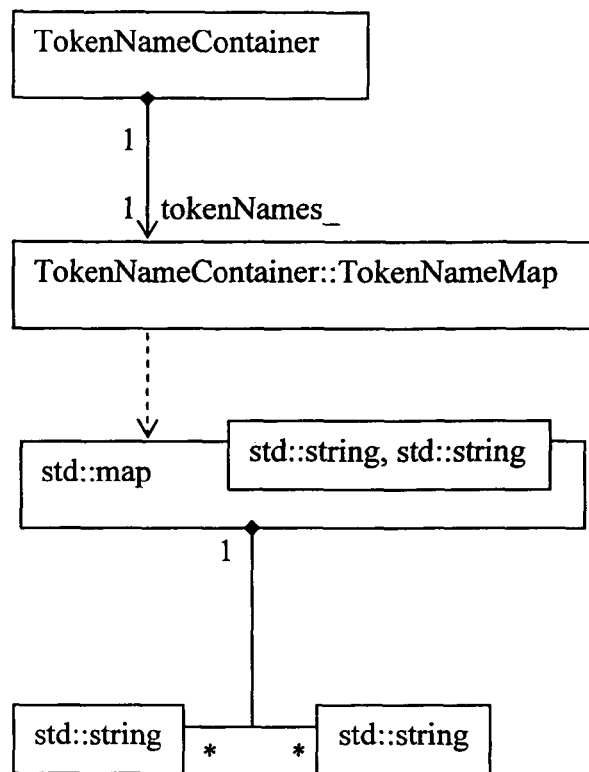 TokenNameContainer
1
1 tokenNames_
TokenNameContainer::TokenNameMap
std::string, std::string
std::map
1
std::string
* *
std::string